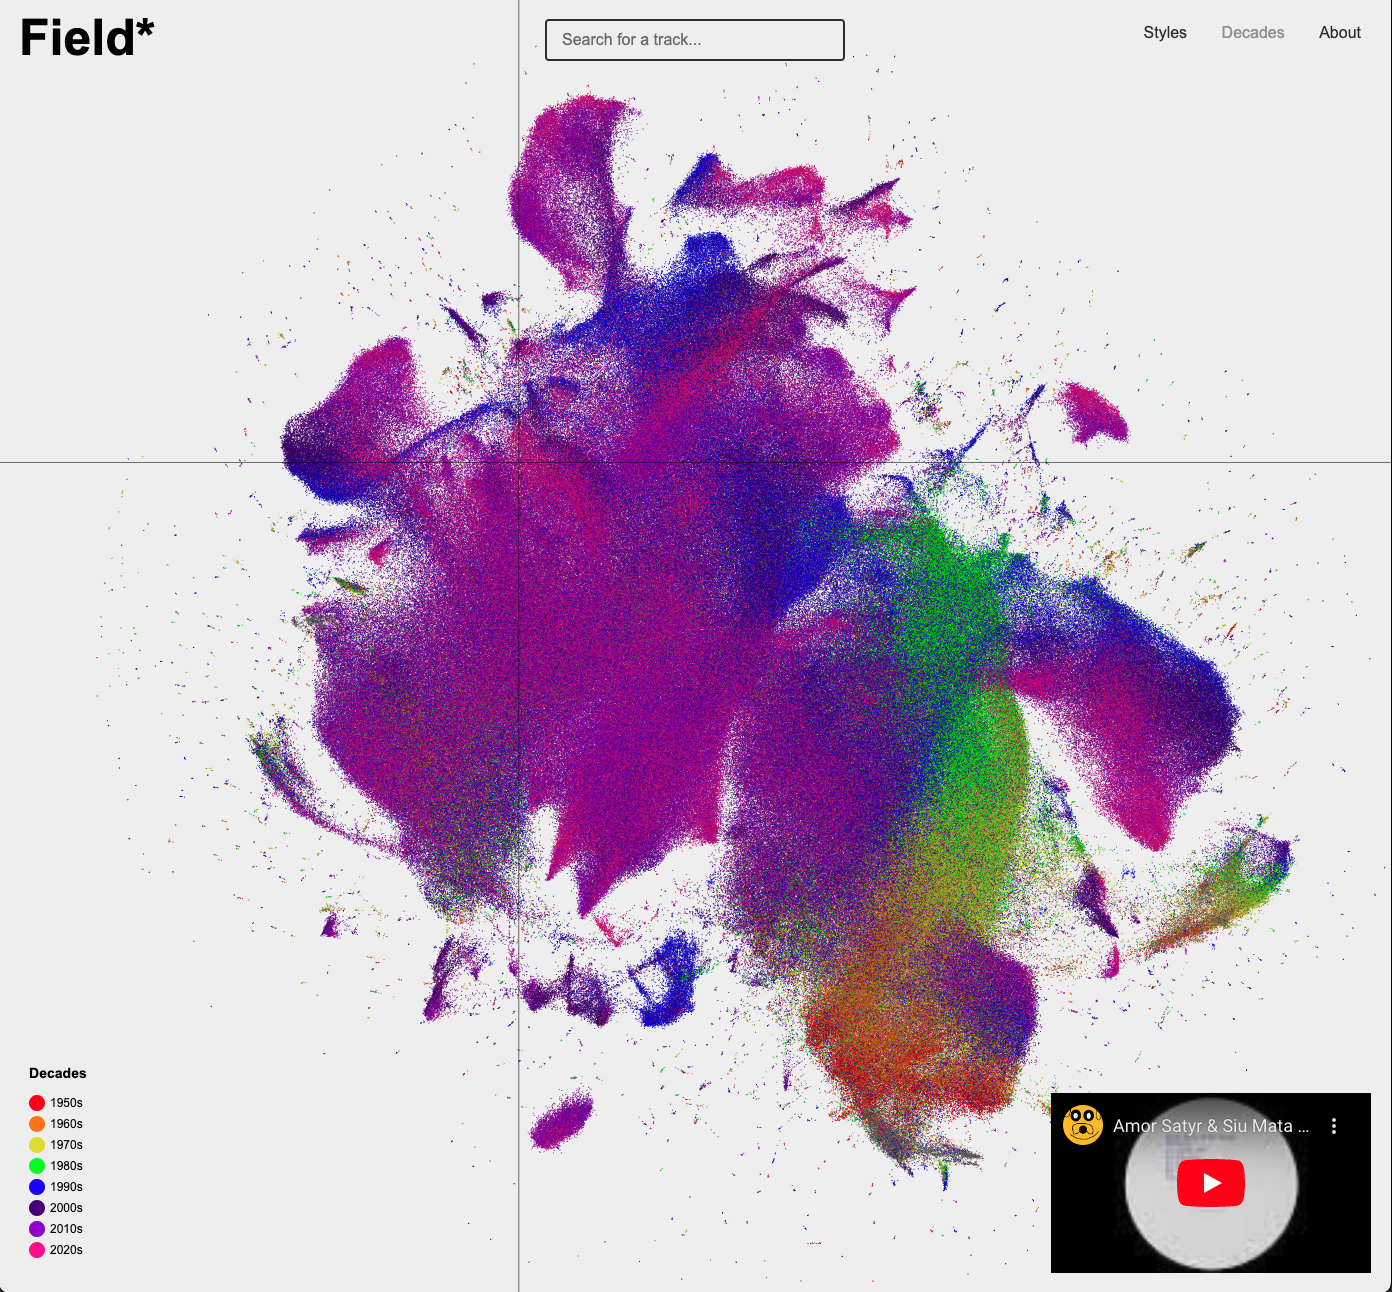 Field*
Search for a track...
Styles
Decades
About
Decades
1950s
1960s
1970s
1980s
1990s
2000s
2010s
2020s
Amor Satyr & Siu Mata ...